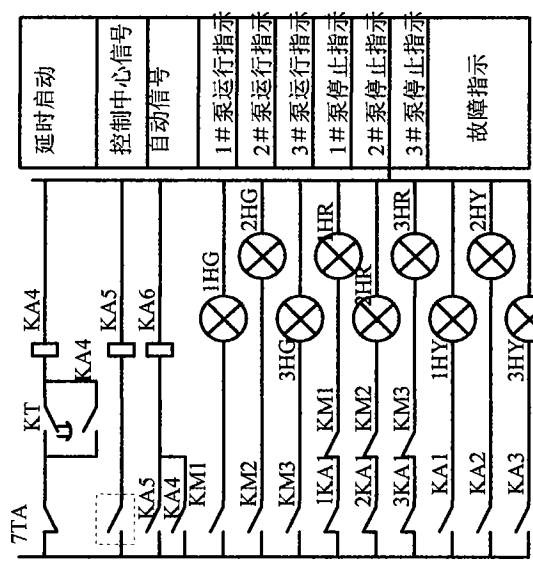 延时启动
控制中心信号
自动信号
1#泵运行指示
2#泵运行指示
3#泵运行指示
1#泵停止指示
2#泵停止指示
3#泵停止指示
故障指示
KA4
KA5
KA6
1HG
2HG
3HG
1HR
2HR
3HR
1HY
2HY
3HY
KT
KA4
7TA
KA5
KA4
KM1
KM2
KM3
1KA1
KM1
2KA1
KM2
3KA1
KM3
KA1
KA2
KA3